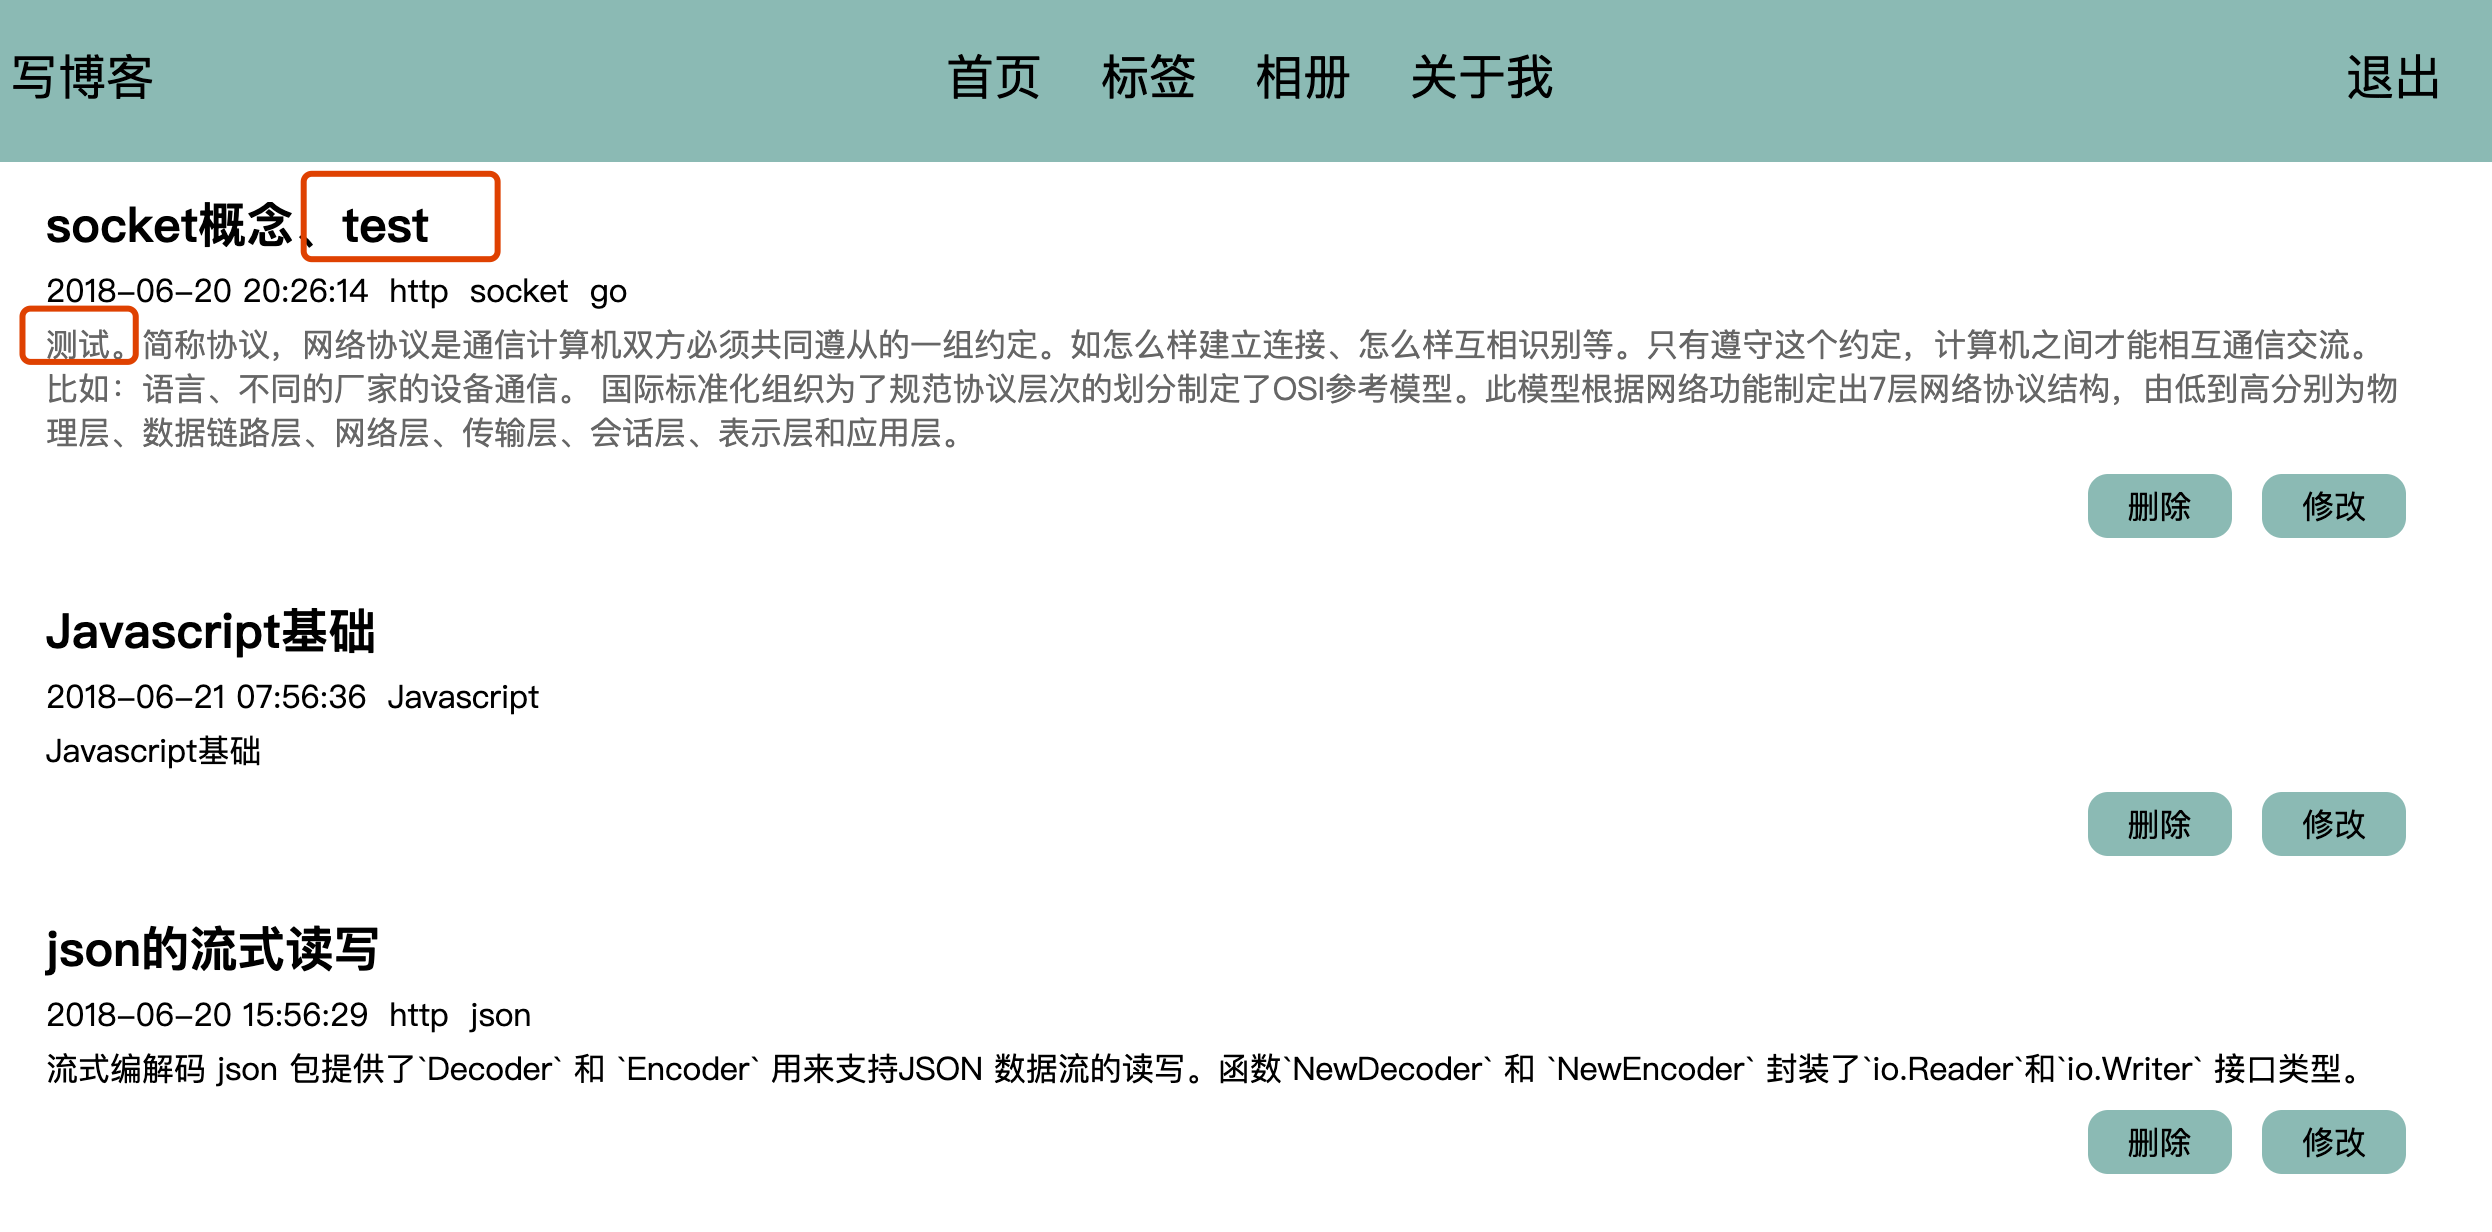 写博客 首页 标签 相册 关于我 退出
socket概念、test
2018-06-20 20:26:14 http socket go
测试。简称协议，网络协议是通信计算机双方必须共同遵从的一组约定。如怎么样建立连接、怎么样互相识别等。只有遵守这个约定，计算机之间才能相互通信交流。
比如：语言、不同的厂家的设备通信。 国际标准化组织为了规范协议层次的划分制定了OSI参考模型。此模型根据网络功能制定出7层网络协议结构，由低到高分别为物
理层、数据链路层、网络层、传输层、会话层、表示层和应用层。
删除 修改
Javascript基础
2018-06-21 07:56:36 Javascript
Javascript基础
删除 修改
json的流式读写
2018-06-20 15:56:29 http json
流式编解码 json 包提供了`Decoder` 和 `Encoder` 用来支持JSON 数据流的读写。函数`NewDecoder` 和 `NewEncoder` 封装了`io.Reader`和`io.Writer` 接口类型。
删除 修改